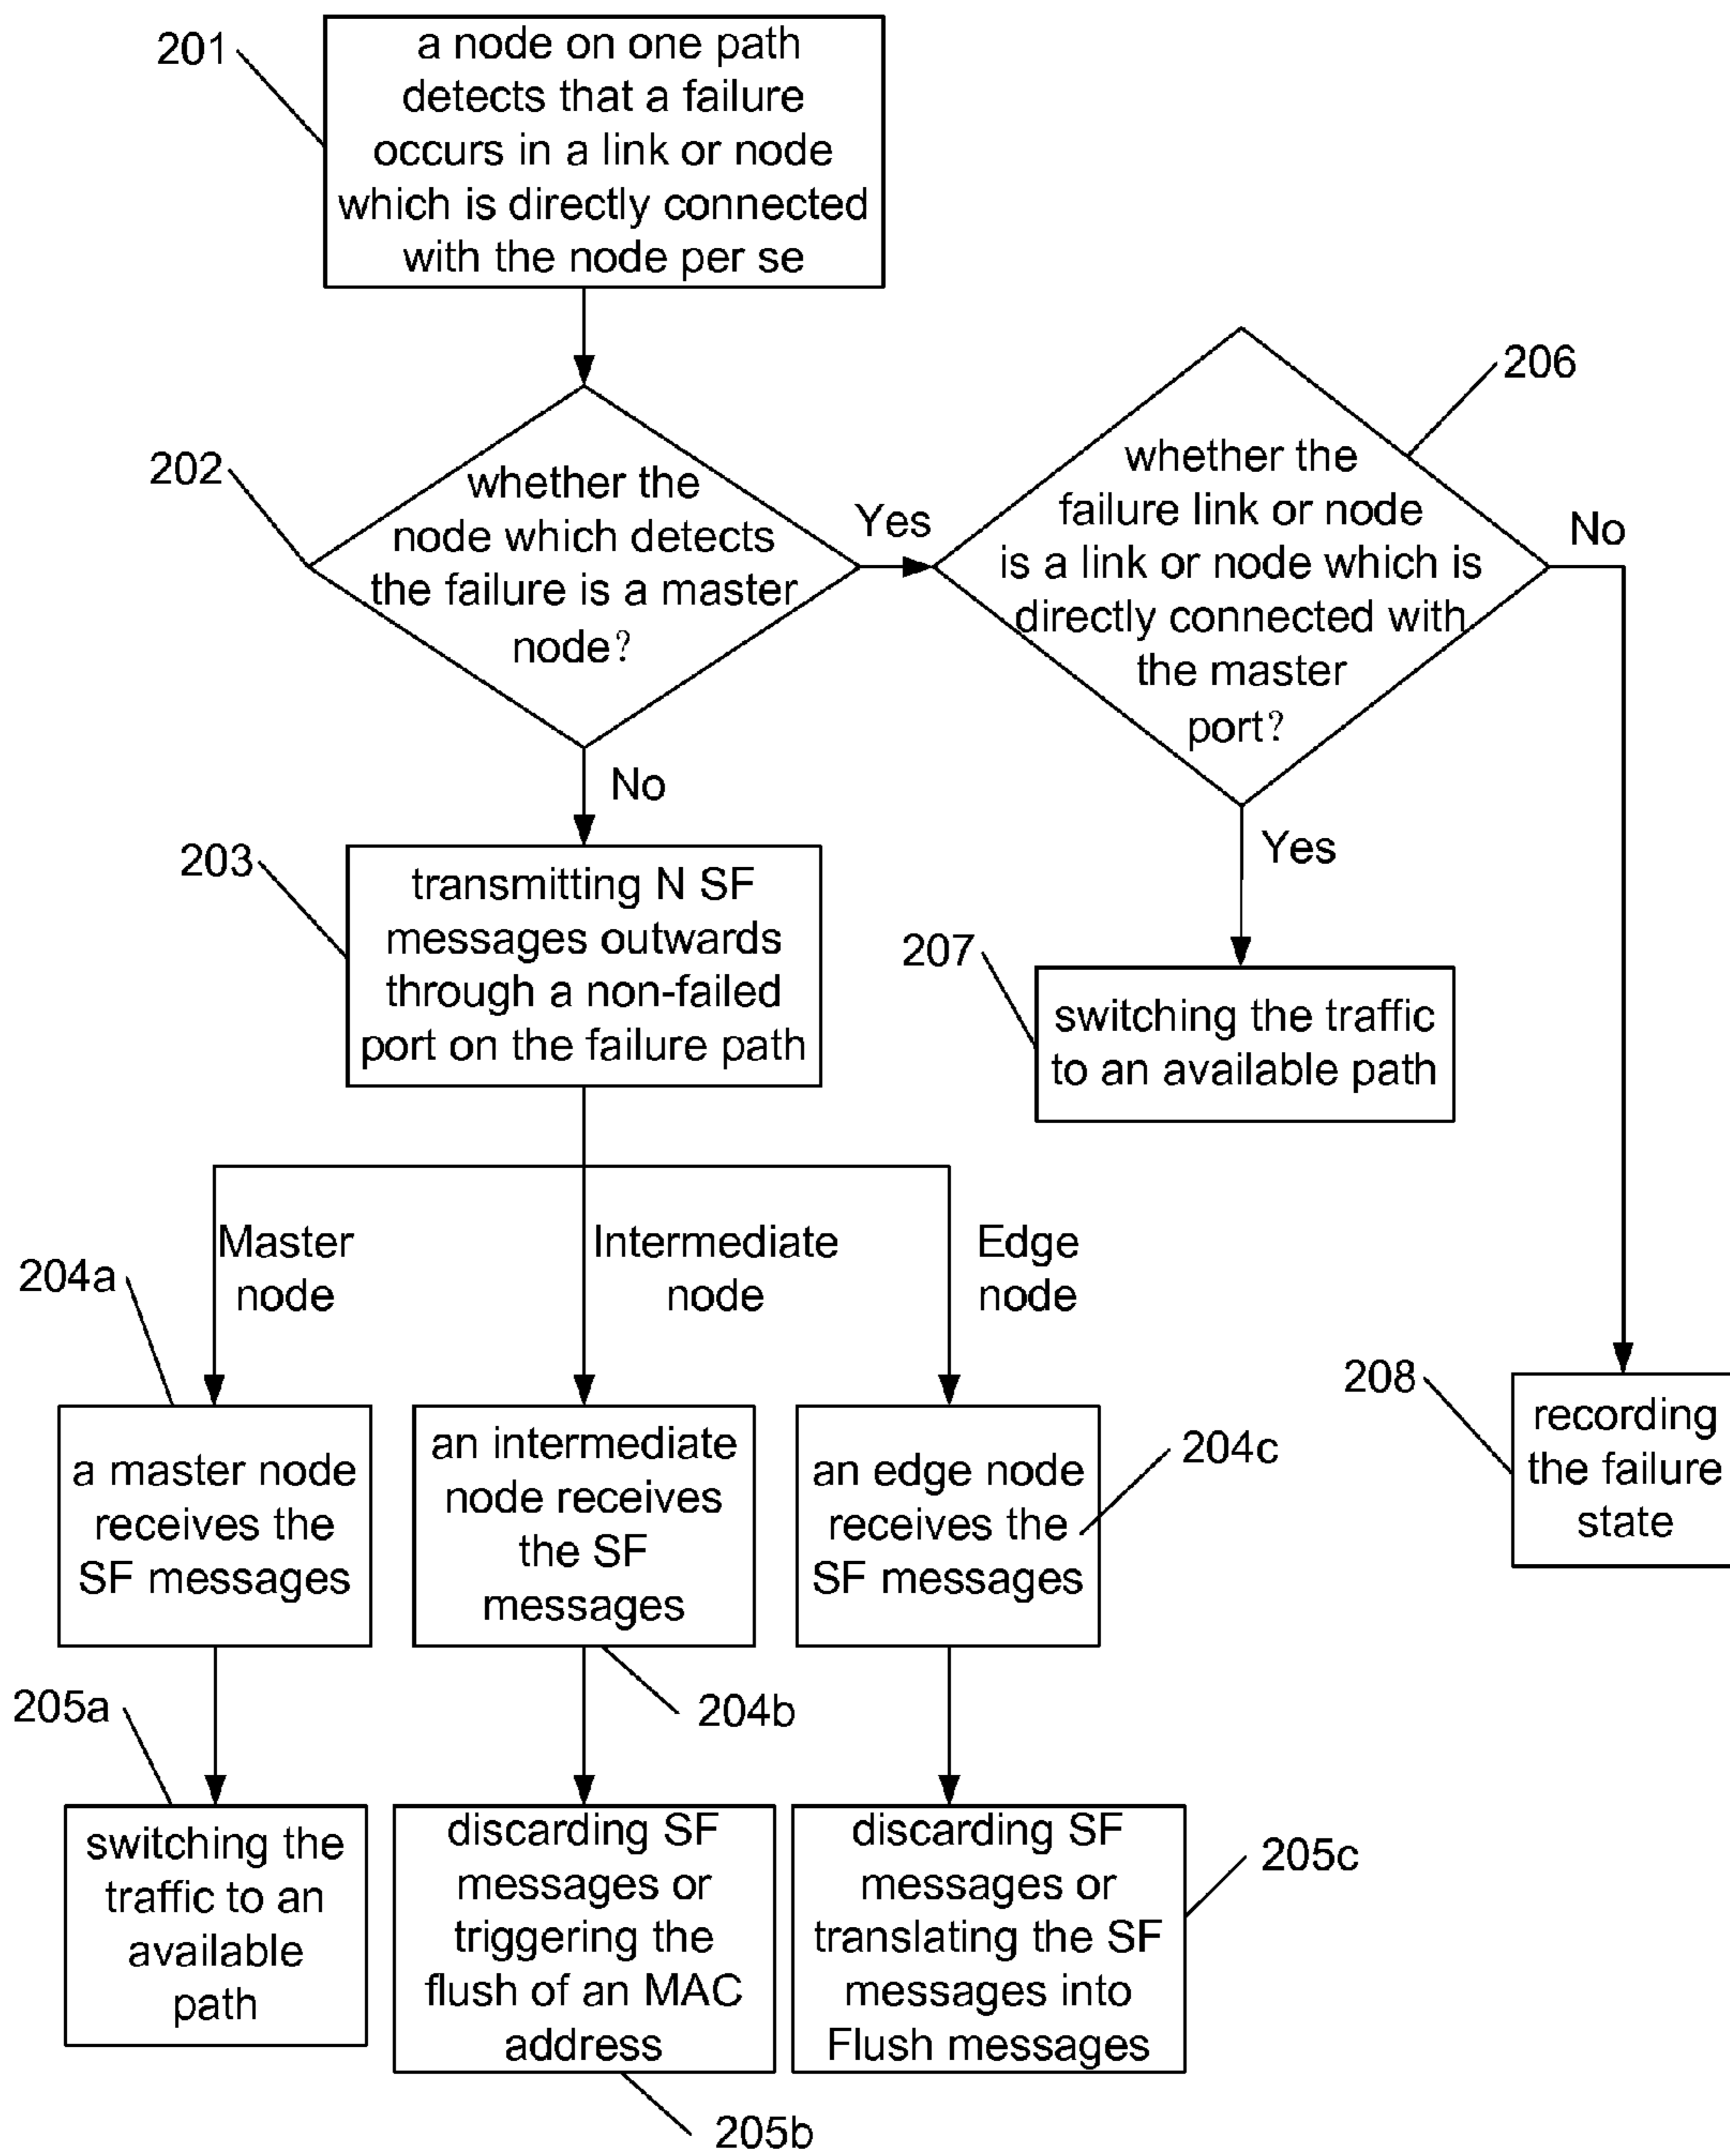 201
a node on one path
detects that a failure
occurs in a link or node
which is directly connected
with the node per se
202
whether the
node which detects
the failure is a master
node?
Yes
206
whether the
failure link or node
is a link or node which is
directly connected with
the master
port?
No
No
Yes
203
transmitting N SF
messages outwards
through a non-failed
port on the failure path
207
switching the traffic
to an available path
Master
node
Intermediate
node
Edge
node
204a
a master node
receives the
SF messages
an intermediate
node receives
the SF
messages
204b
an edge node
receives the
SF messages
204c
208
recording
the failure
state
205a
switching the
traffic to an
available
path
discarding SF
messages or
triggering the
flush of an MAC
address
205b
discarding SF
messages or
translating the SF
messages into
Flush messages
205c